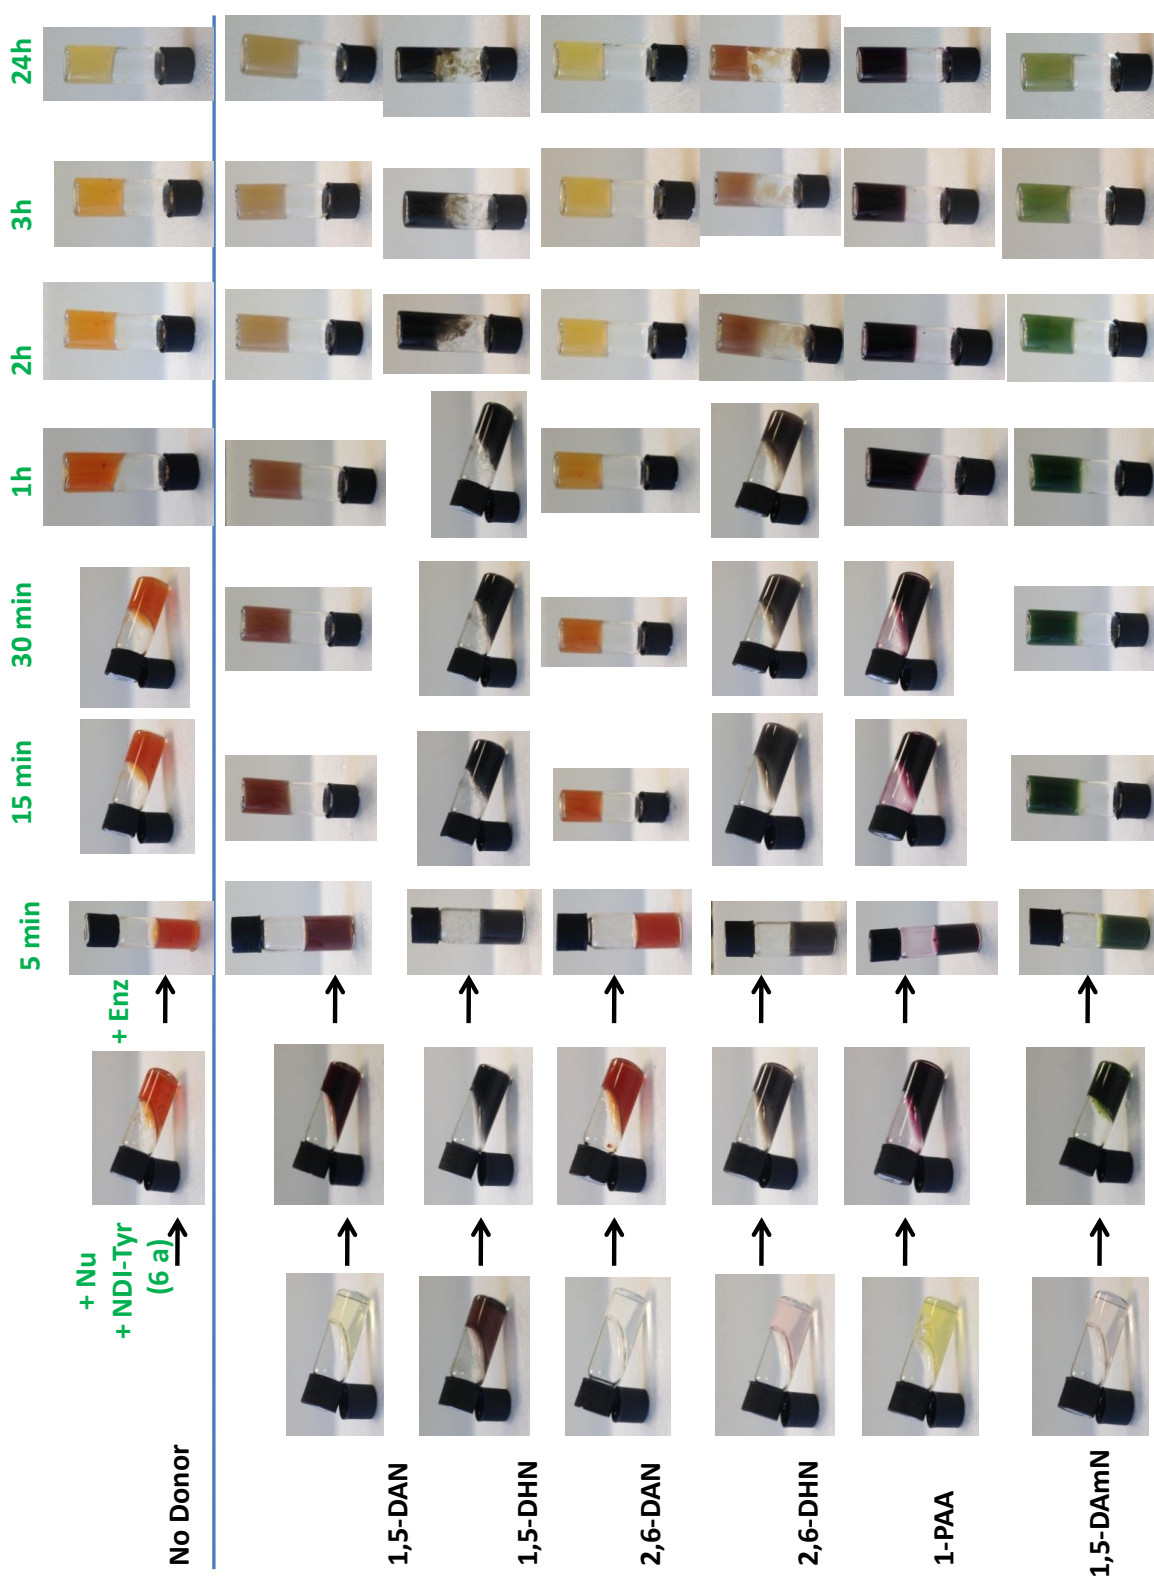 + Nu
+ NDI-Tyr
(6 a)
+ Enz
5 min
15 min
30 min
1h
2h
3h
24h
No Donor
1,5-DAN
1,5-DHN
2,6-DAN
2,6-DHN
1-PAA
1,5-DAmN